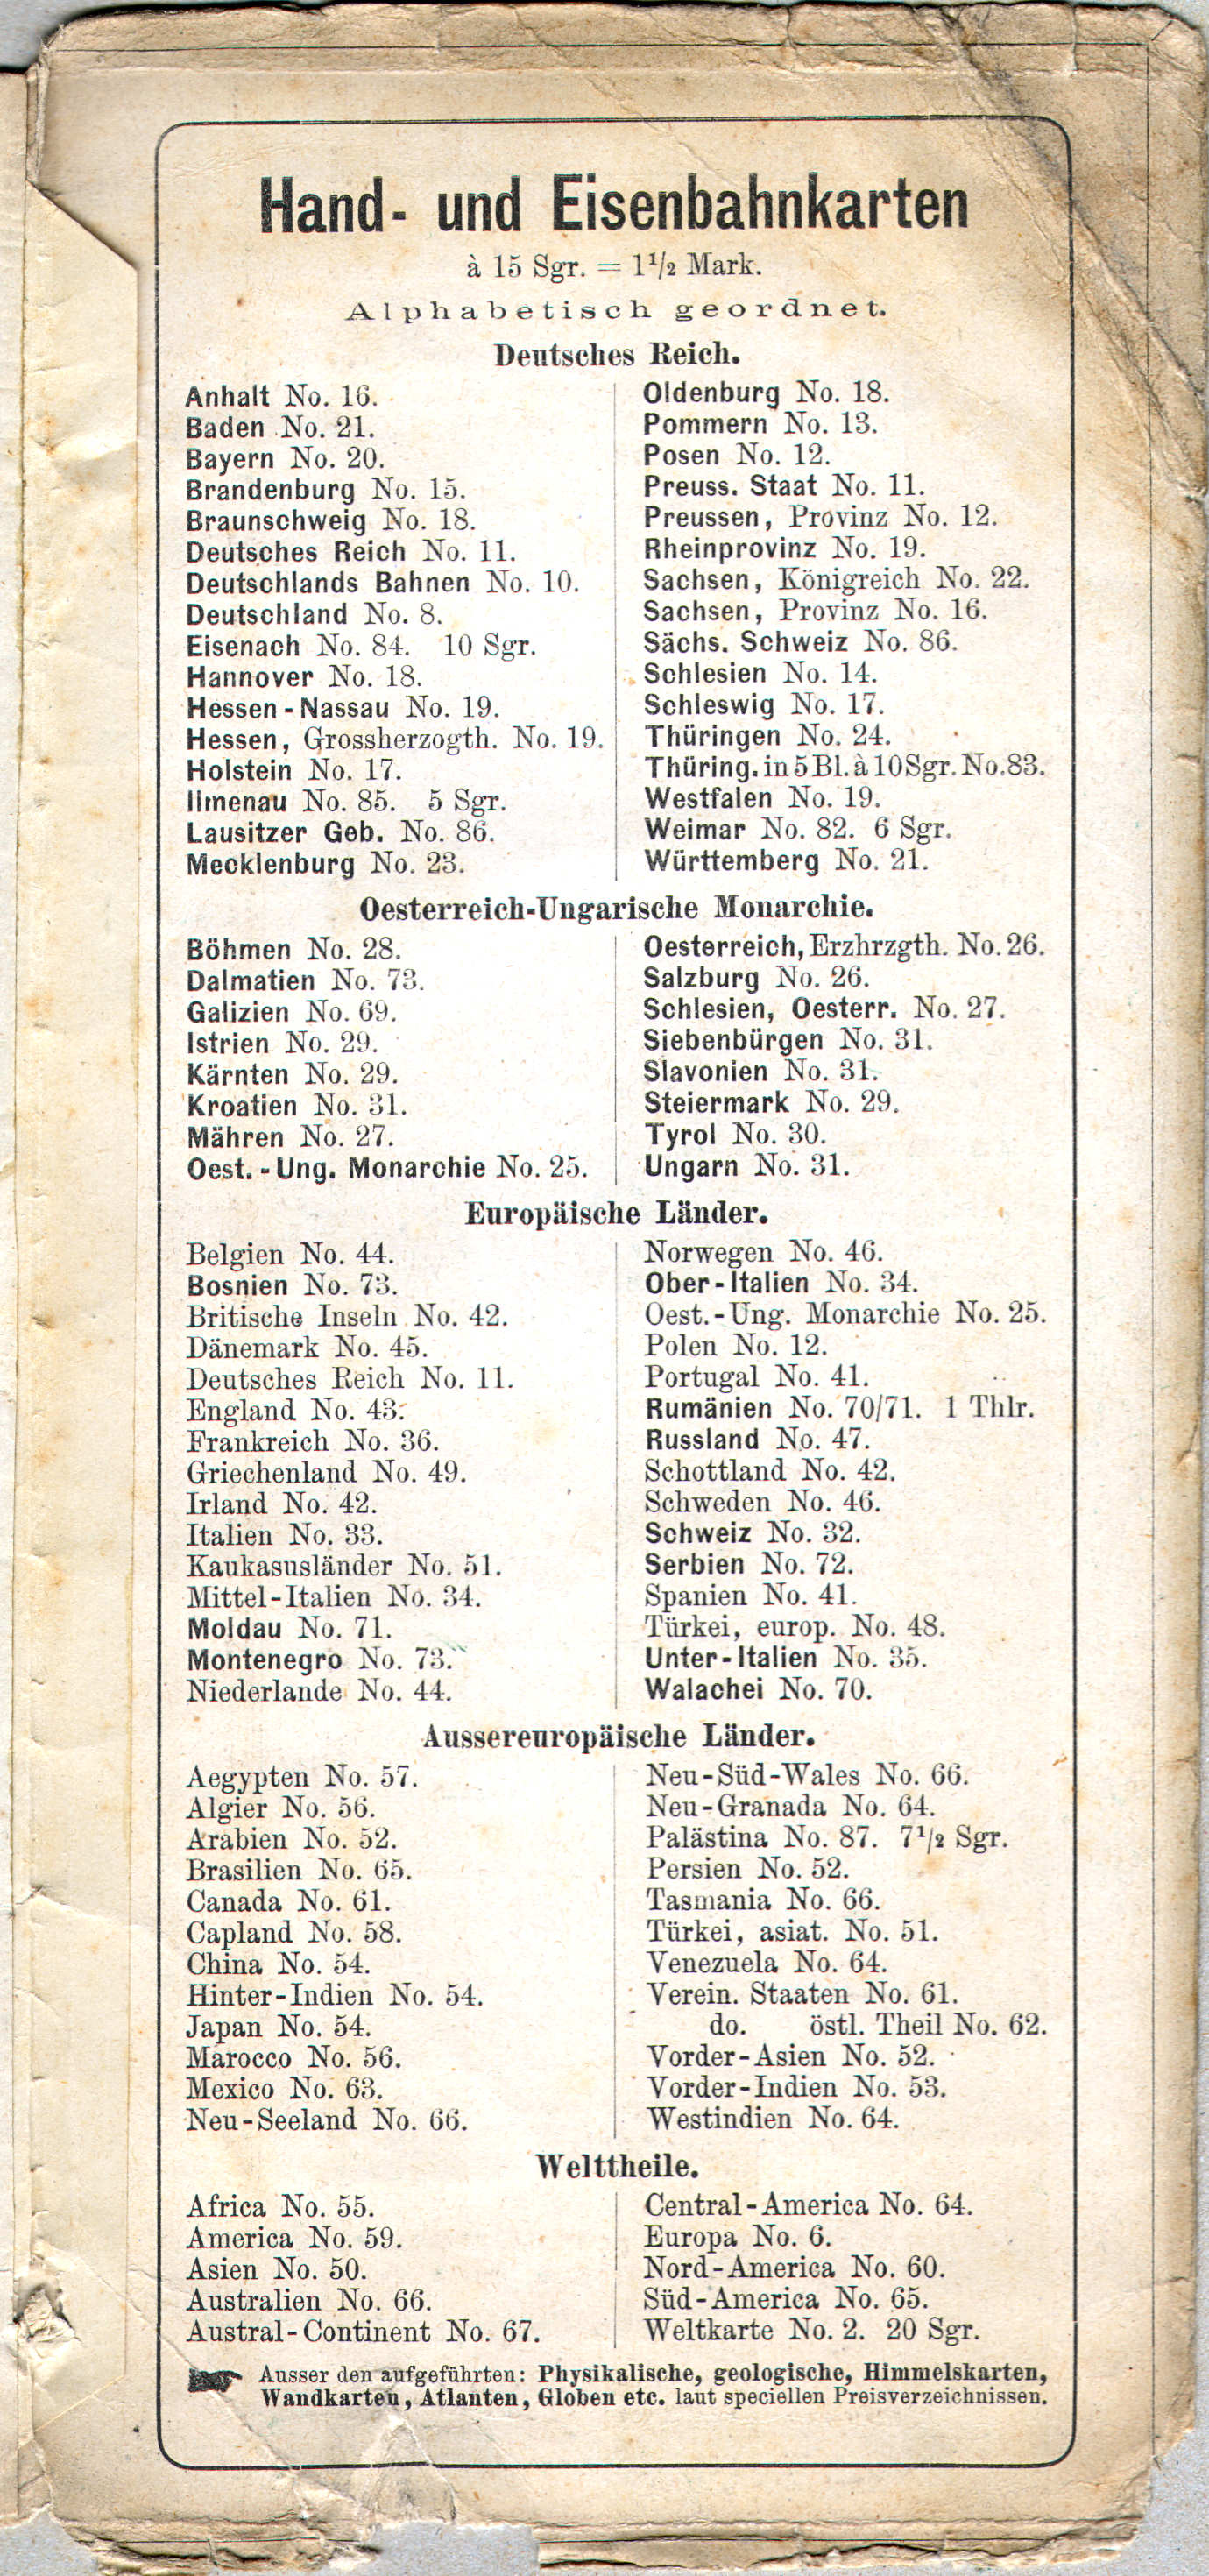 Hand- und Eisenbahnkarten
à 15 Sgr. = 1½ Mark.
Alphabetisch geordnet.
Deutsches Reich.
Anhalt No. 16.
Baden No. 21.
Bayern No. 20.
Brandenburg No. 15.
Braunschweig No. 18.
Deutsches Reich No. 11.
Deutschlands Bahnen No. 10.
Deutschland No. 8.
Eisenach No. 84. 10 Sgr.
Hannover No. 18.
Hessen-Nassau No. 19.
Hessen, Grossherzogth. No. 19.
Holstein No. 17.
Ilmenau No. 85. 5 Sgr.
Lausitzer Geb. No. 86.
Mecklenburg No. 23.
Oldenburg No. 18.
Pommern No. 13.
Posen No. 12.
Preuss. Staat No. 11.
Preussen, Provinz No. 12.
Rheinprovinz No. 19.
Sachsen, Königreich No. 22.
Sachsen, Provinz No. 16.
Sächs. Schweiz No. 86.
Schlesien No. 14.
Schleswig No. 17.
Thüringen No. 24.
Thüring. in 5 Bl. à 10 Sgr. No. 83.
Westfalen No. 19.
Weimar No. 82. 6 Sgr.
Württemberg No. 21.
Oesterreich-Ungarische Monarchie.
Böhmen No. 28.
Dalmatien No. 73.
Galizien No. 69.
Istrien No. 29.
Kärnten No. 29.
Kroatien No. 31.
Mähren No. 27.
Oest.-Ung. Monarchie No. 25.
Oesterreich, Erzhrzgth. No. 26.
Salzburg No. 26.
Schlesien, Oesterr. No. 27.
Siebenbürgen No. 31.
Slavonien No. 31.
Steiermark No. 29.
Tyrol No. 30.
Ungarn No. 31.
Europäische Länder.
Belgien No. 44.
Bosnien No. 73.
Britische Inseln No. 42.
Dänemark No. 45.
Deutsches Reich No. 11.
England No. 43.
Frankreich No. 36.
Griechenland No. 49.
Irland No. 42.
Italien No. 33.
Kaukasusländer No. 51.
Mittel-Italien No. 34.
Moldau No. 71.
Montenegro No. 73.
Niederlande No. 44.
Norwegen No. 46.
Ober-Italien No. 34.
Oest.-Ung. Monarchie No. 25.
Polen No. 12.
Portugal No. 41.
Rumänien No. 70/71. 1 Thlr.
Russland No. 47.
Schottland No. 42.
Schweden No. 46.
Schweiz No. 32.
Serbien No. 72.
Spanien No. 41.
Türkei, europ. No. 48.
Unter-Italien No. 35.
Walachei No. 70.
Aussereuropäische Länder.
Aegypten No. 57.
Algier No. 56.
Arabien No. 52.
Brasilien No. 65.
Canada No. 61.
Capland No. 58.
China No. 54.
Hinter-Indien No. 54.
Japan No. 54.
Marocco No. 56.
Mexico No. 63.
Neu-Seeland No. 66.
Neu-Süd-Wales No. 66.
Neu-Granada No. 64.
Palästina No. 87. 7½ Sgr.
Persien No. 52.
Tasmania No. 66.
Türkei, asiat. No. 51.
Venezuela No. 64.
Verein. Staaten No. 61.
do. östl. Theil No. 62.
Vorder-Asien No. 52.
Vorder-Indien No. 53.
Westindien No. 64.
Welttheile.
Africa No. 55.
America No. 59.
Asien No. 50.
Australien No. 66.
Austral-Continent No. 67.
Central-America No. 64.
Europa No. 6.
Nord-America No. 60.
Süd-America No. 65.
Weltkarte No. 2. 20 Sgr.
Ausser den aufgeführten: Physikalische, geologische, Himmelskarten,
Wandkarten, Atlanten, Globen etc. laut speciellen Preisverzeichnissen.